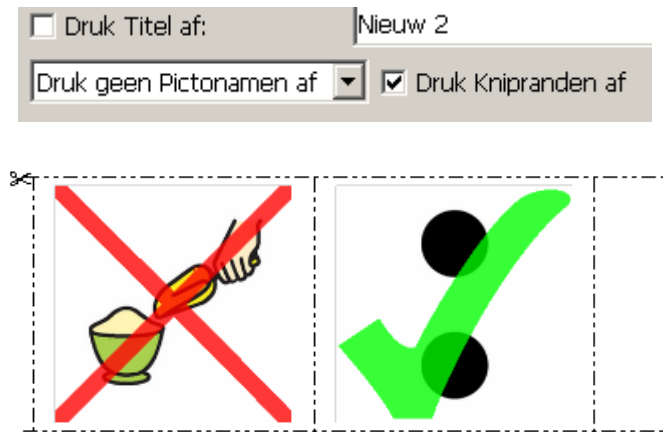 Druk Titel af:
Nieuw 2
Druk geen Pictonamen af
Druk Knipranden af